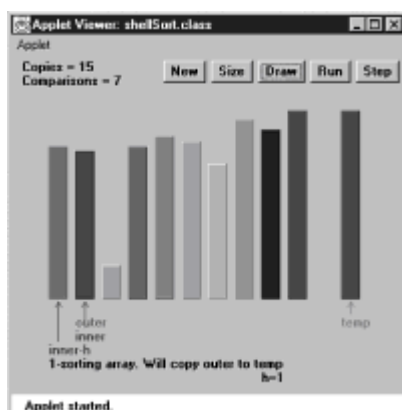 Applet Viewer: shellSort.class
Applet
Copies = 15
Comparisons = 7
New Size Draw Run Step
outer
inner
temp
inner-h
1-sorting array. Will copy outer to temp
h=1
Applet started.